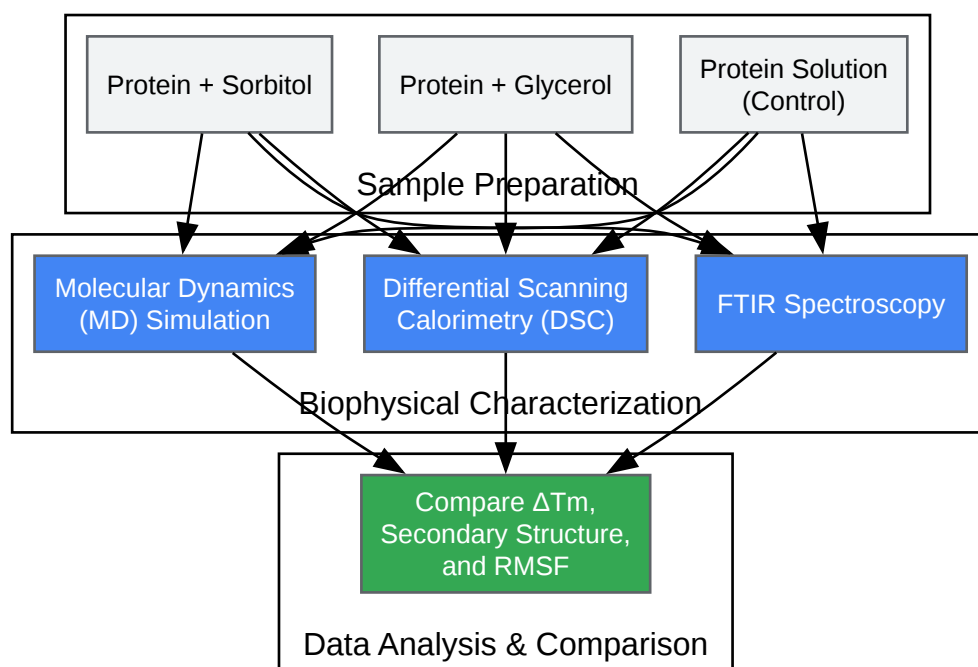 Protein + Sorbitol
Protein + Glycerol
Protein Solution
(Control)
Sample Preparation
Molecular Dynamics
(MD) Simulation
Differential Scanning
Calorimetry (DSC)
FTIR Spectroscopy
Biophysical Characterization
Compare ΔTm,
Secondary Structure,
and RMSF
Data Analysis & Comparison